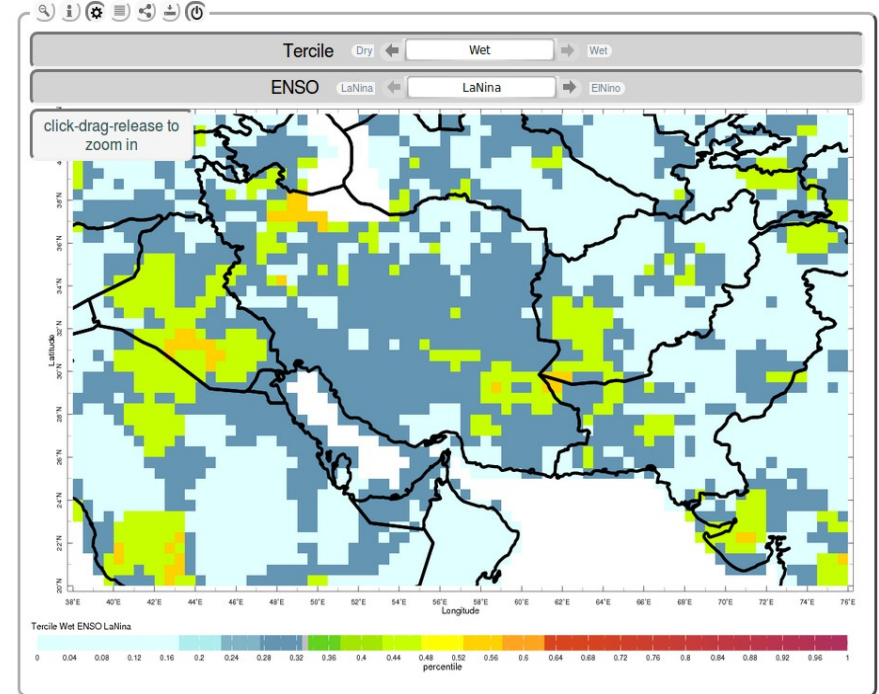 Tercile Dry Wet Wet
ENSO LaNina LaNina ElNino
click-drag-release to
zoom in
38˚N
36˚N
34˚N
32˚N
30˚N
28˚N
26˚N
24˚N
22˚N
20˚N
Latitude
38˚E 40˚E 42˚E 44˚E 46˚E 48˚E 50˚E 52˚E 54˚E 56˚E 58˚E 60˚E 62˚E 64˚E 66˚E 68˚E 70˚E 72˚E 74˚E 76˚E
Longitude
Tercile Wet ENSO LaNina
0 0.04 0.08 0.12 0.16 0.2 0.24 0.28 0.32 0.36 0.4 0.44 0.48 0.52 0.56 0.6 0.64 0.68 0.72 0.76 0.8 0.84 0.88 0.92 0.96 1
percentile